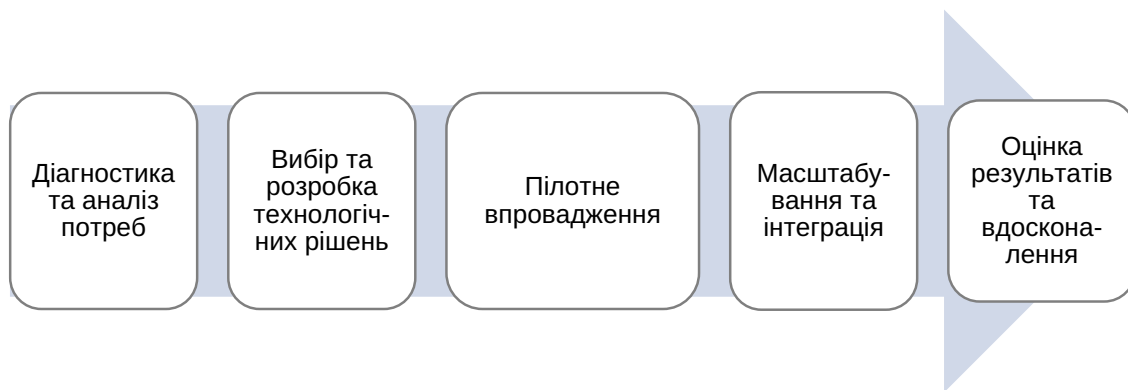 Діагностика
та аналіз
потреб
Вибір та
розробка
технологіч-
них рішень
Пілотне
впровадження
Масштабу-
вання та
інтеграція
Оцінка
результатів
та
вдоскона-
лення